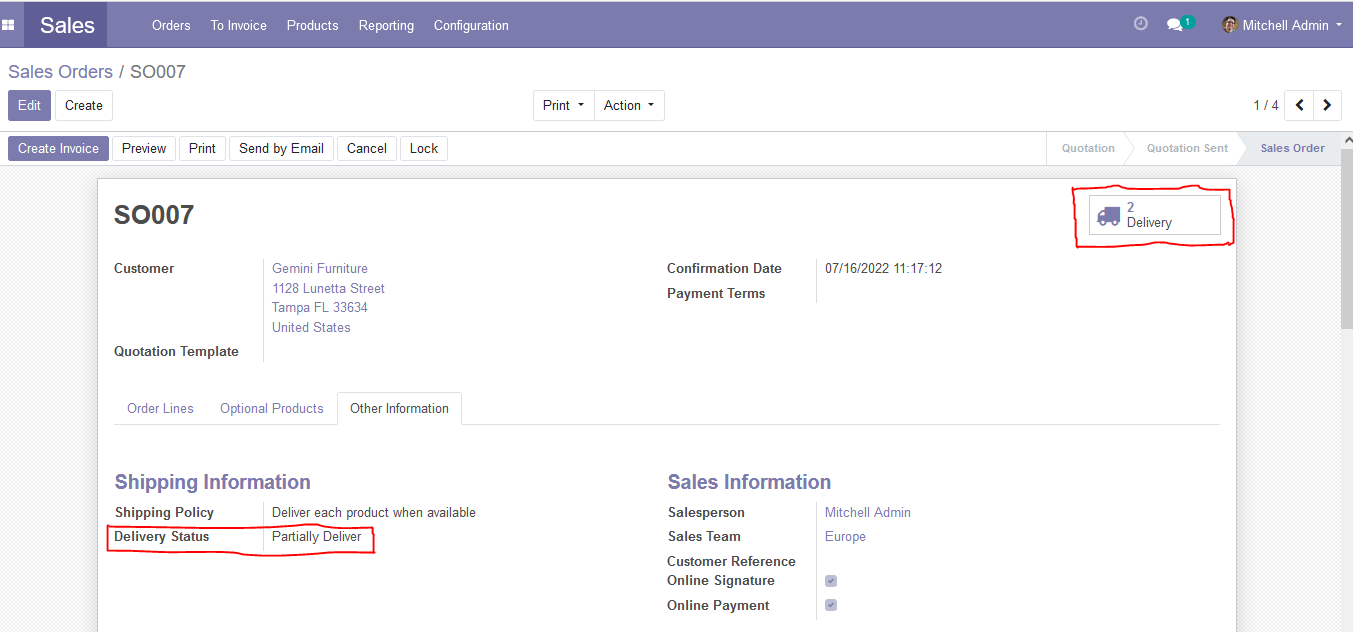 Sales Orders To Invoice Products Reporting Configuration 1 Mitchell Admin
Sales Orders / SO007
Edit Create Print Action 1 / 4
Create Invoice Preview Print Send by Email Cancel Lock Quotation Quotation Sent Sales Order
SO007
2
Delivery
Customer Gemini Furniture Confirmation Date 07/16/2022 11:17:12
1128 Lunetta Street Payment Terms
Tampa FL 33634
United States
Quotation Template
Order Lines Optional Products Other Information
Shipping Information Sales Information
Shipping Policy Deliver each product when available Salesperson Mitchell Admin
Delivery Status Partially Deliver Sales Team Europe
Customer Reference
Online Signature
Online Payment